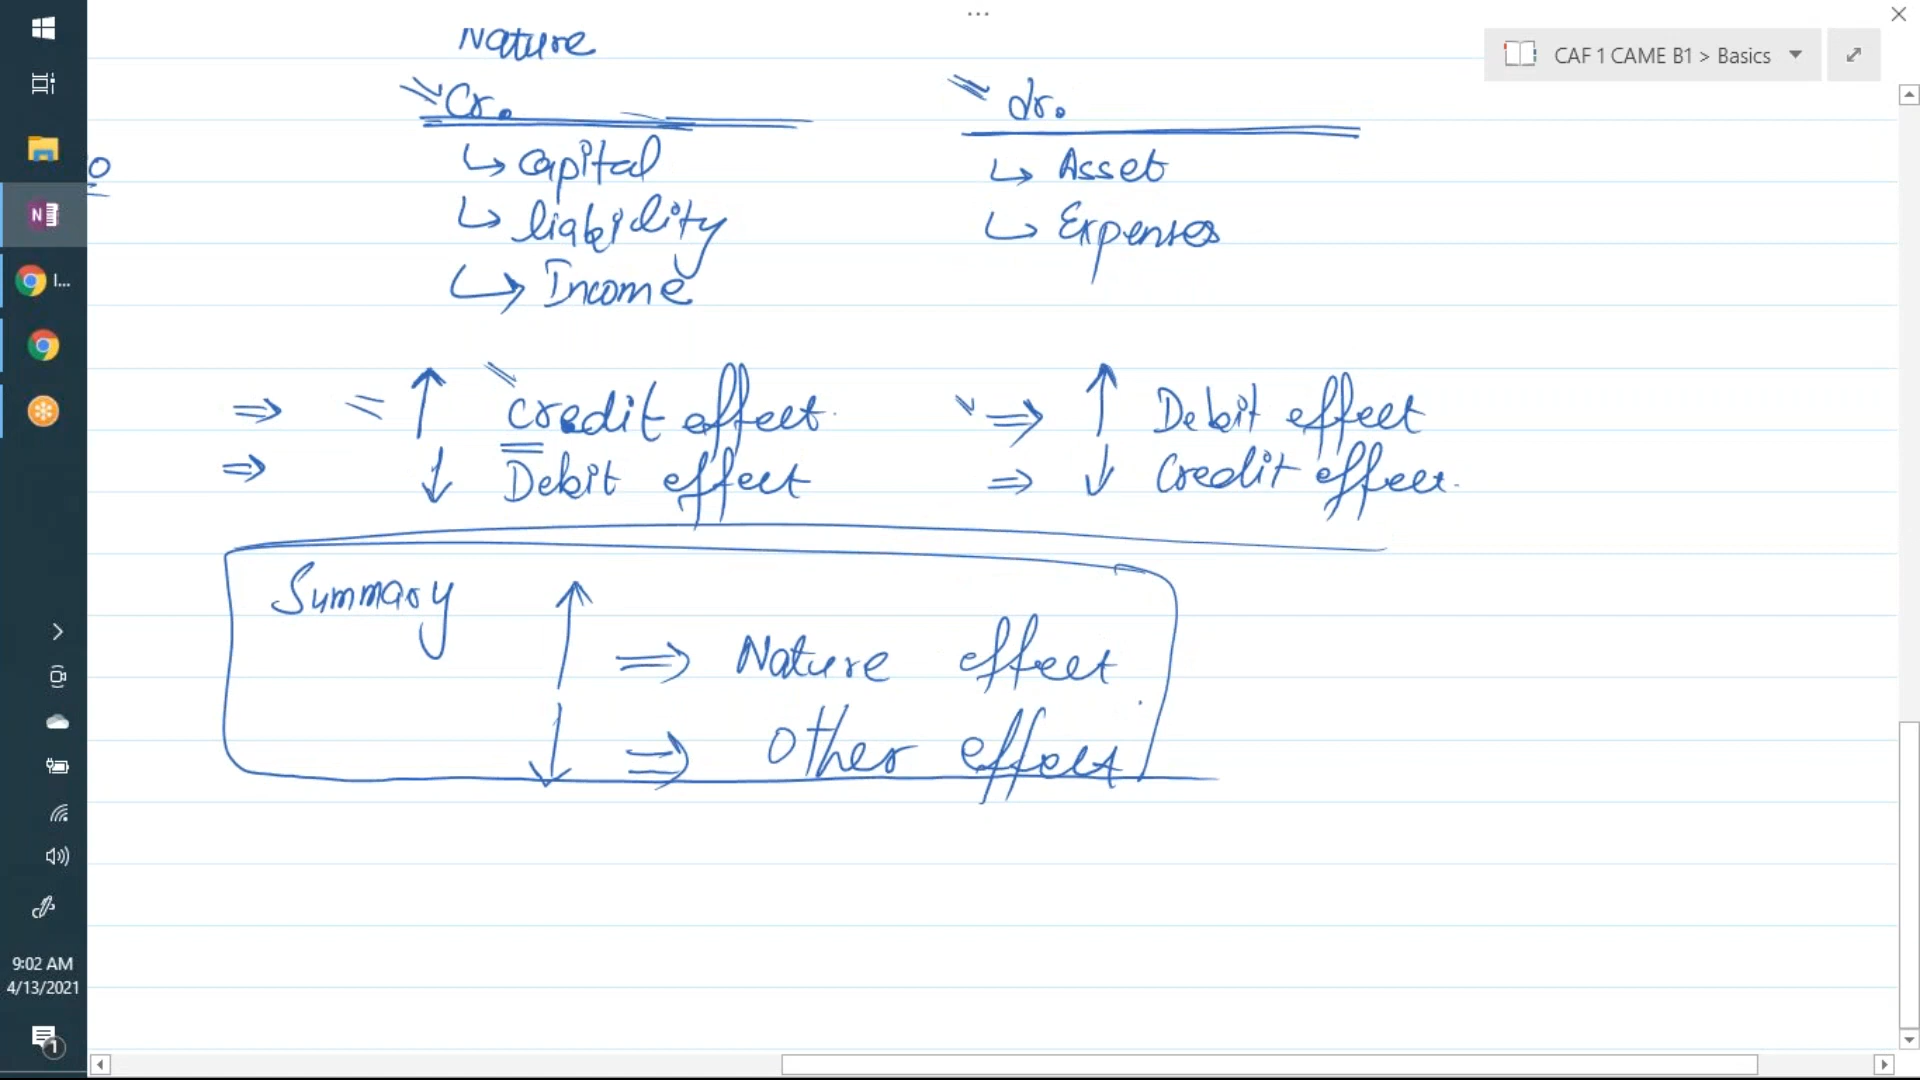 ...
CAF 1 CAME B1 > Basics
Nature
Cr. dr.
↳ capital ↳ Asset
↳ liability ↳ Expenses
↳ Income
I...
⇒ = ↑ Credit effect ⇒ ↑ Debit effect
⇒ ↓ Debit effect ⇒ ↓ Credit effect
Summary
↑ ⇒ Nature effect
↓ ⇒ Other effect
9:02 AM
4/13/2021
1